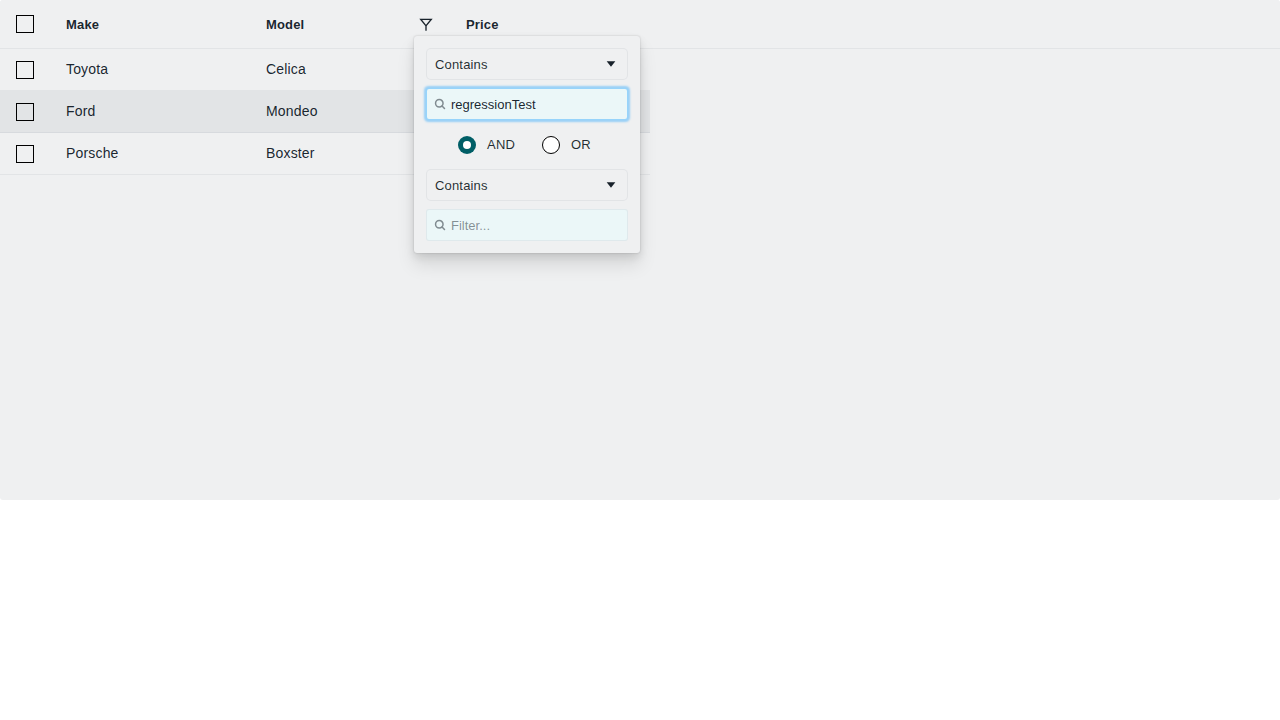 Make Model Price
Contains
Toyota Celica
regressionTest
Ford Mondeo
AND OR
Porsche Boxster
Contains
Filter...